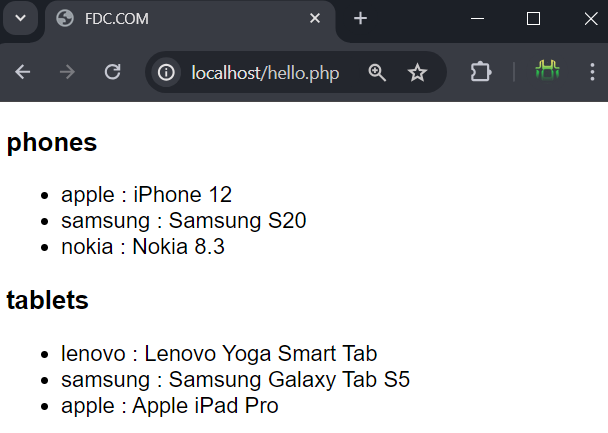 FDC.COM
localhost/hello.php
phones
apple : iPhone 12
samsung : Samsung S20
nokia : Nokia 8.3
tablets
lenovo : Lenovo Yoga Smart Tab
samsung : Samsung Galaxy Tab S5
apple : Apple iPad Pro